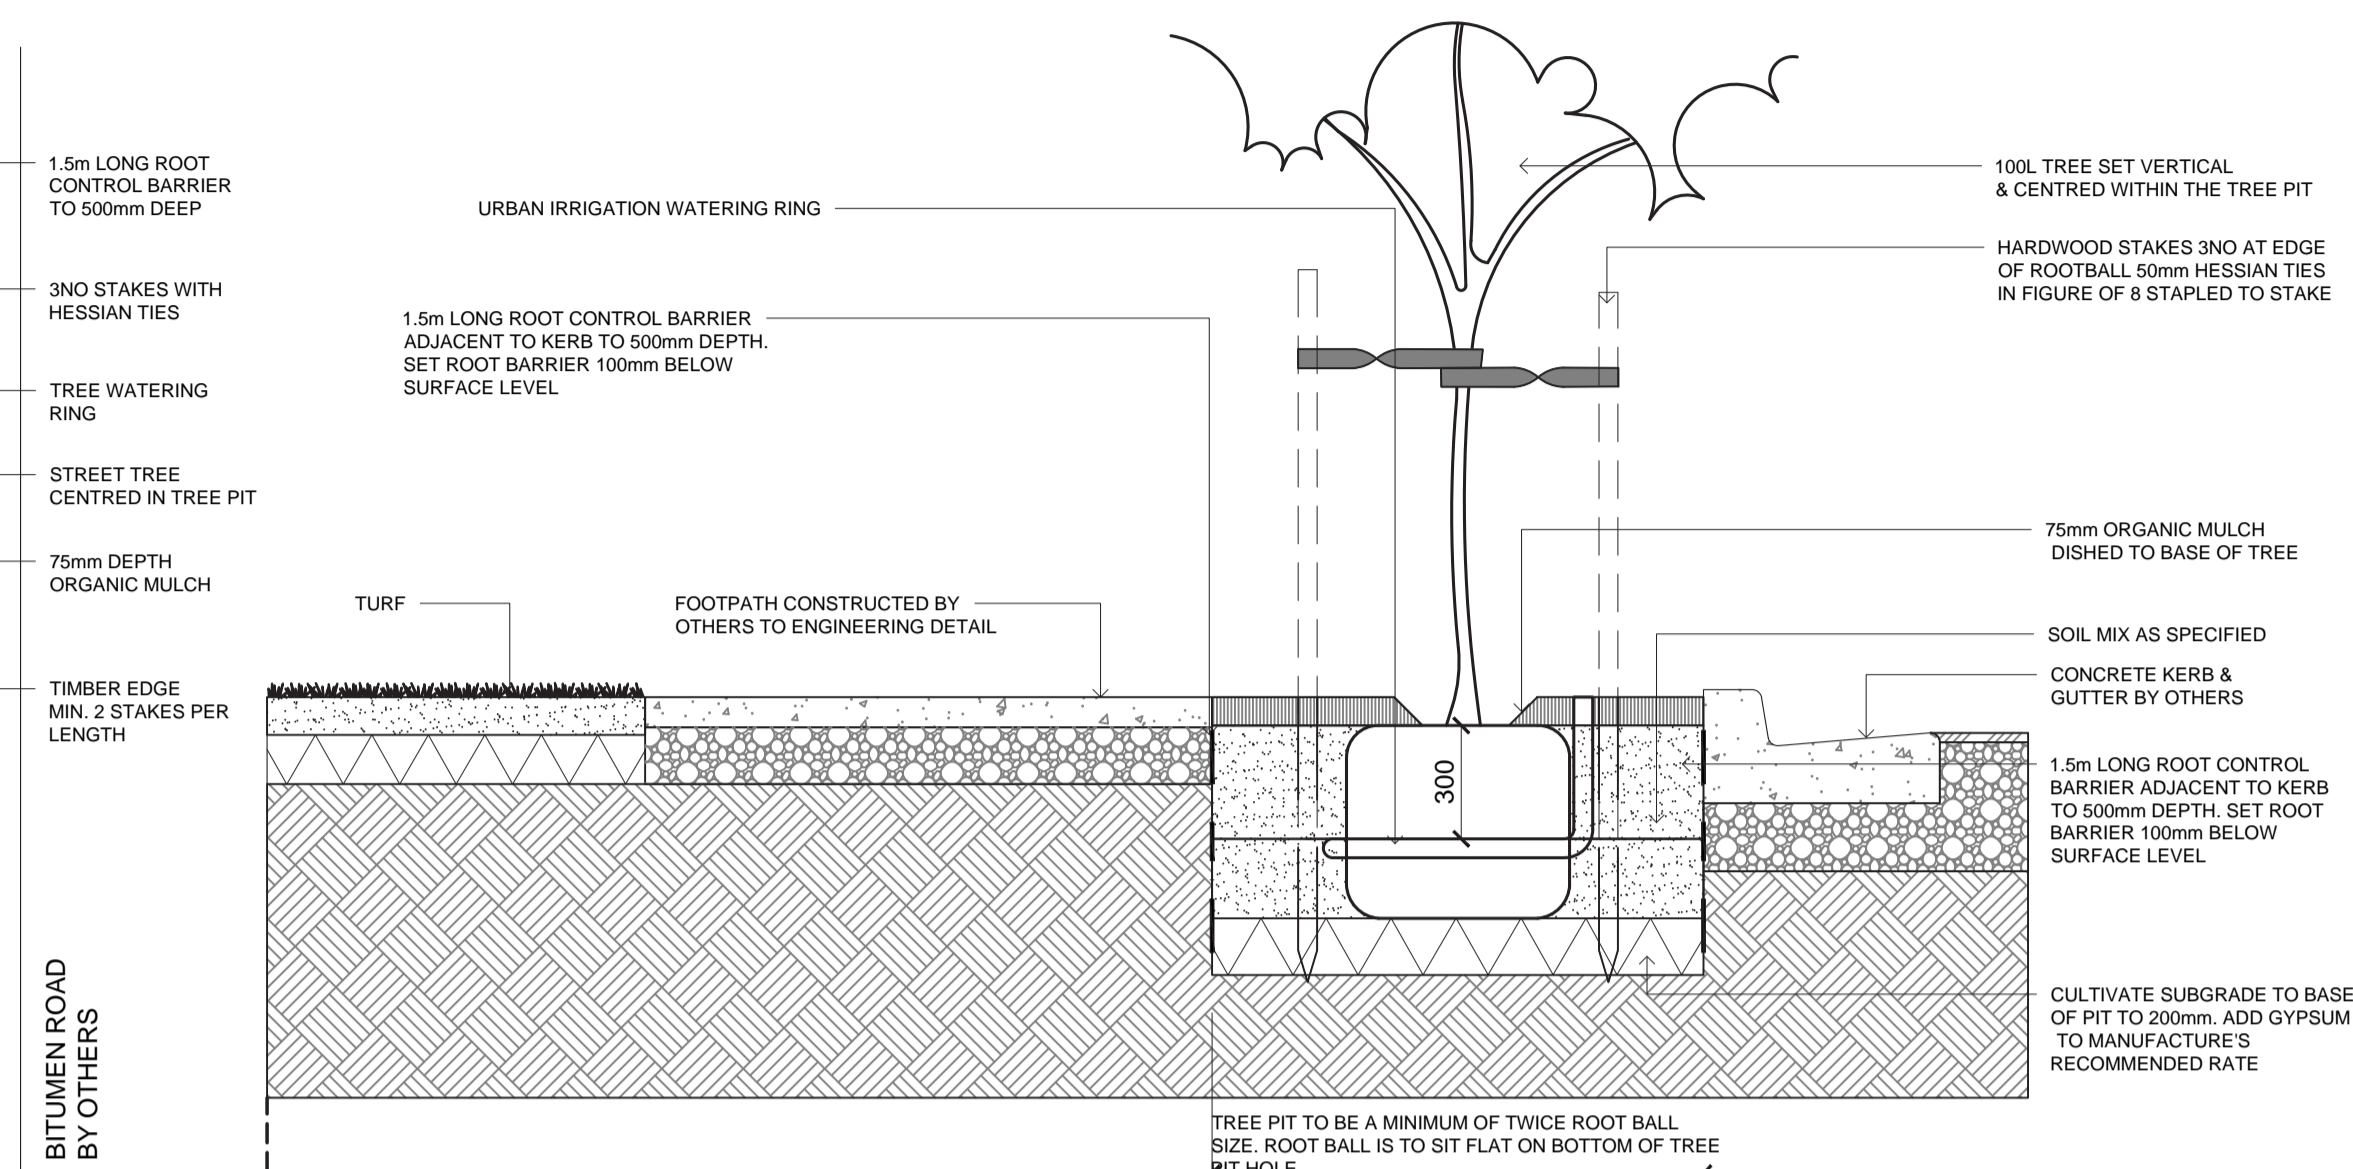 1.5m LONG ROOT
CONTROL BARRIER
TO 500mm DEEP
3NO STAKES WITH
HESSIAN TIES
TREE WATERING
RING
STREET TREE
CENTRED IN TREE PIT
75mm DEPTH
ORGANIC MULCH
TIMBER EDGE
MIN. 2 STAKES PER
LENGTH
BITUMEN ROAD
BY OTHERS
URBAN IRRIGATION WATERING RING
1.5m LONG ROOT CONTROL BARRIER
ADJACENT TO KERB TO 500mm DEPTH.
SET ROOT BARRIER 100mm BELOW
SURFACE LEVEL
TURF
FOOTPATH CONSTRUCTED BY
OTHERS TO ENGINEERING DETAIL
300
100L TREE SET VERTICAL
& CENTRED WITHIN THE TREE PIT
HARDWOOD STAKES 3NO AT EDGE
OF ROOTBALL 50mm HESSIAN TIES
IN FIGURE OF 8 STAPLED TO STAKE
75mm ORGANIC MULCH
DISHED TO BASE OF TREE
SOIL MIX AS SPECIFIED
CONCRETE KERB &
GUTTER BY OTHERS
1.5m LONG ROOT CONTROL
BARRIER ADJACENT TO KERB
TO 500mm DEPTH. SET ROOT
BARRIER 100mm BELOW
SURFACE LEVEL
CULTIVATE SUBGRADE TO BASE
OF PIT TO 200mm. ADD GYPSUM
TO MANUFACTURE'S
RECOMMENDED RATE
TREE PIT TO BE A MINIMUM OF TWICE ROOT BALL
SIZE. ROOT BALL IS TO SIT FLAT ON BOTTOM OF TREE
PIT HOLE